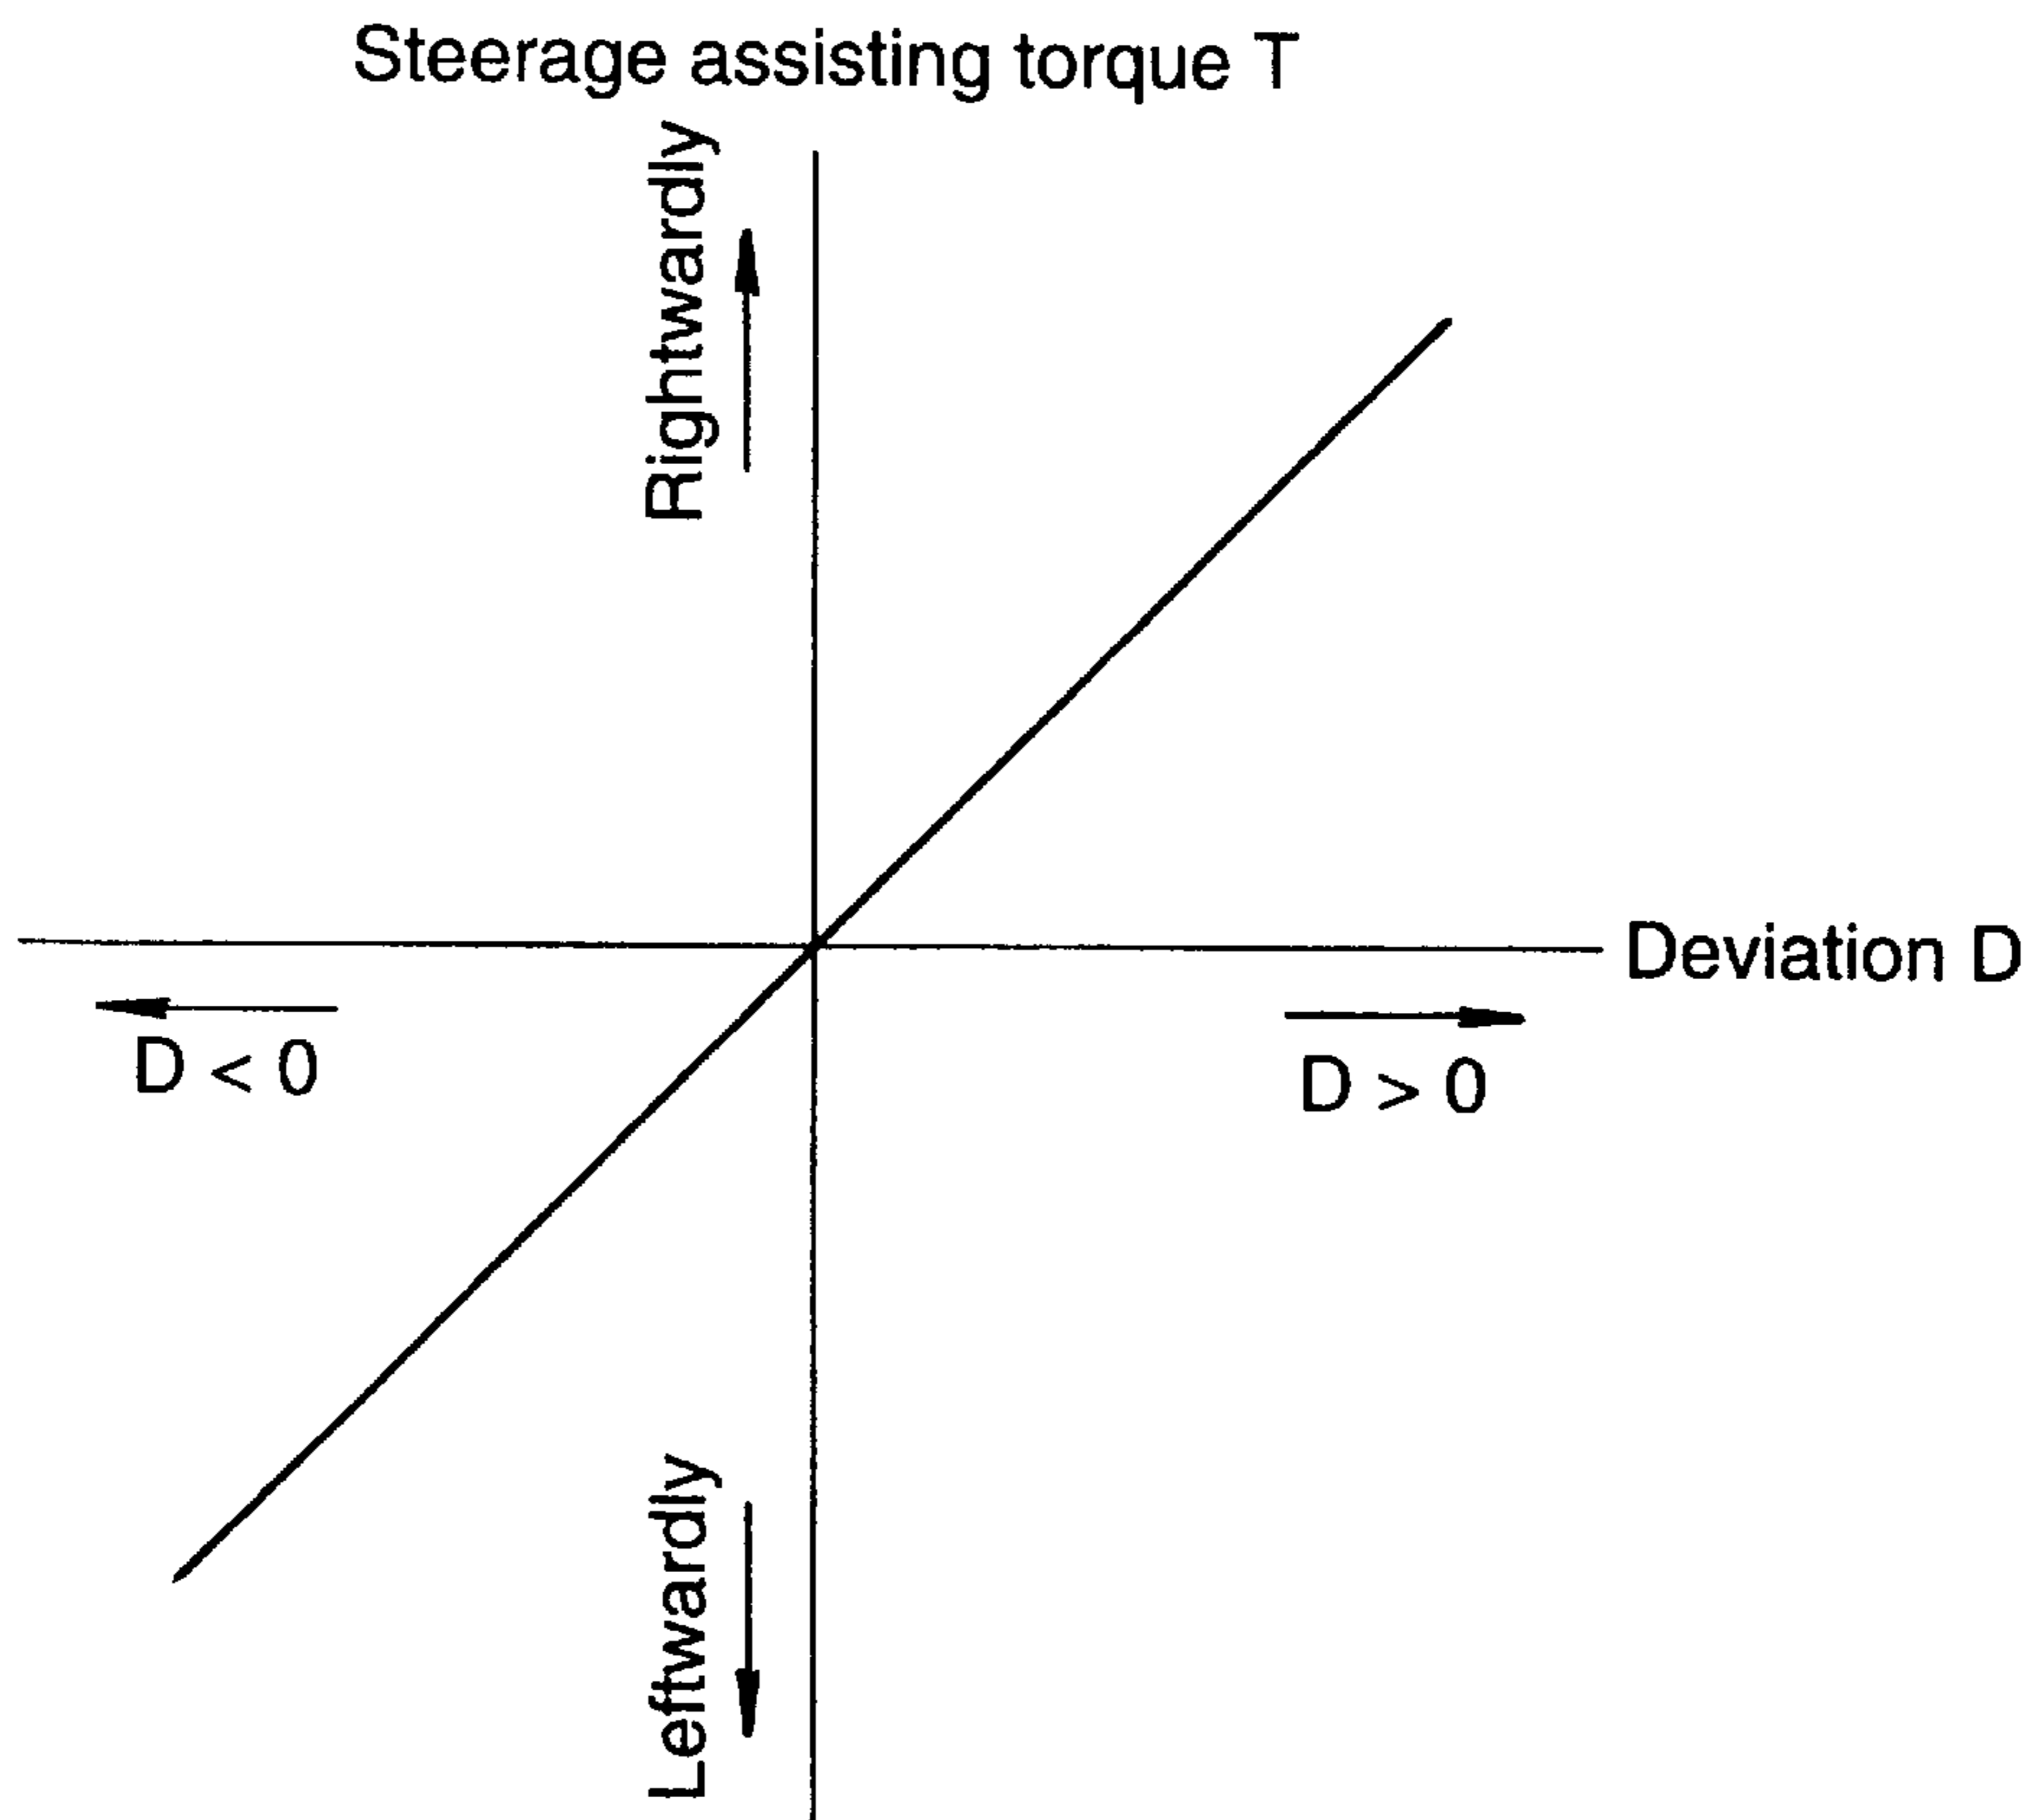 Steerage assisting torque T
Rightwardly
Deviation D
D < 0
D > 0
Leftwardly